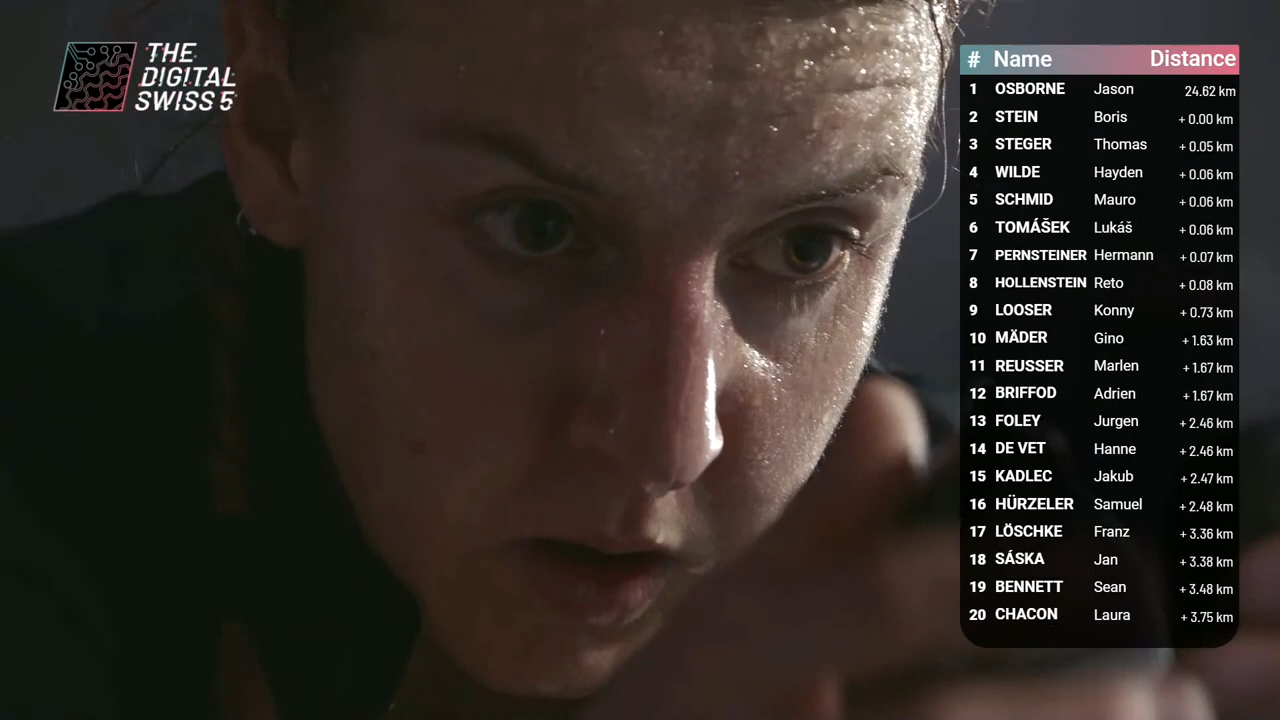 THE
DIGITAL
SWISS 5
# Name Distance
1 OSBORNE Jason 24.62 km
2 STEIN Boris + 0.00 km
3 STEGER Thomas + 0.05 km
4 WILDE Hayden + 0.06 km
5 SCHMID Mauro + 0.06 km
6 TOMÁŠEK Lukáš + 0.06 km
7 PERNSTEINER Hermann + 0.07 km
8 HOLLENSTEIN Reto + 0.08 km
9 LOOSER Konny + 0.73 km
10 MÄDER Gino + 1.63 km
11 REUSSER Marlen + 1.67 km
12 BRIFFOD Adrien + 1.67 km
13 FOLEY Jurgen + 2.46 km
14 DE VET Hanne + 2.46 km
15 KADLEC Jakub + 2.47 km
16 HÜRZELER Samuel + 2.48 km
17 LÖSCHKE Franz + 3.36 km
18 SÁSKA Jan + 3.38 km
19 BENNETT Sean + 3.48 km
20 CHACON Laura + 3.75 km